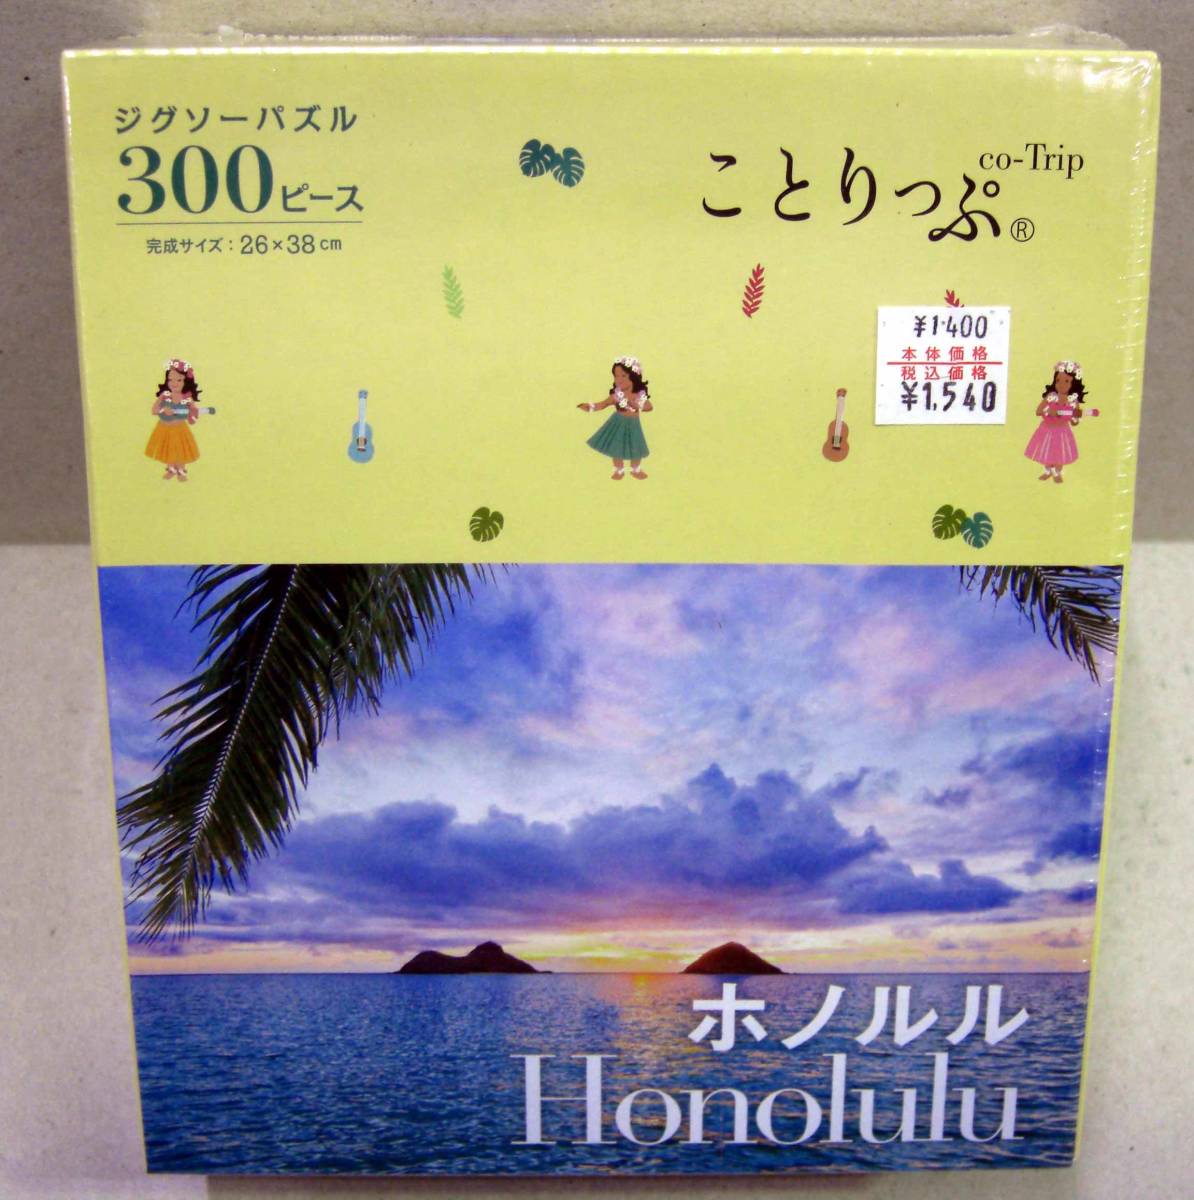 ジグソーパズル
300ピース
完成サイズ：26×38cm
co-Trip
ことりっぷ®
¥1,400
本体価格
税込価格
¥1,540
ホノルル
Honolulu